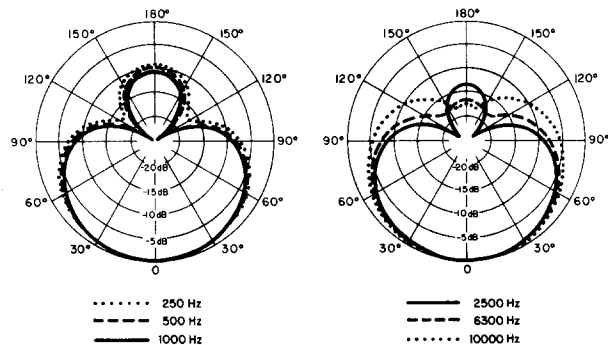 180°
150° 150°
120° 120°
90° 90°
60° 60°
30° 30°
0
-20dB
-15dB
-10dB
-5dB
250 Hz
500 Hz
1000 Hz
180°
150° 150°
120° 120°
90° 90°
60° 60°
30° 30°
0
-20dB
-15dB
-10dB
-5dB
2500 Hz
6300 Hz
10000 Hz